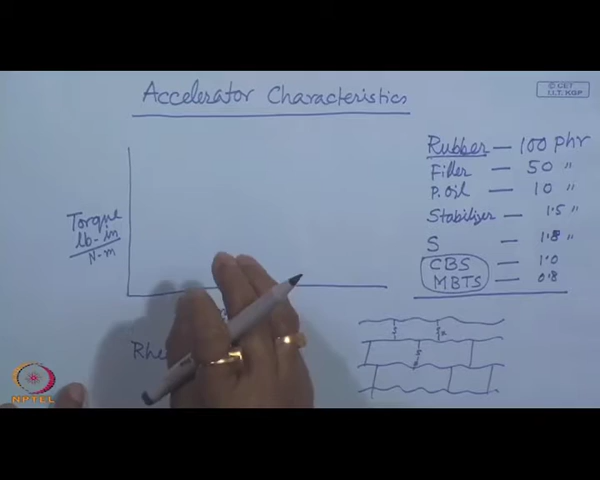 Accelerator Characteristics
© CET
I.I.T. KGP
Torque
lb-in
N-m
Rubber — 100 phr
Filler — 50 "
P. Oil — 10 "
Stabilizer — 1.5 "
S — 1.8 "
CBS — 1.0
MBTS — 0.8
NPTEL